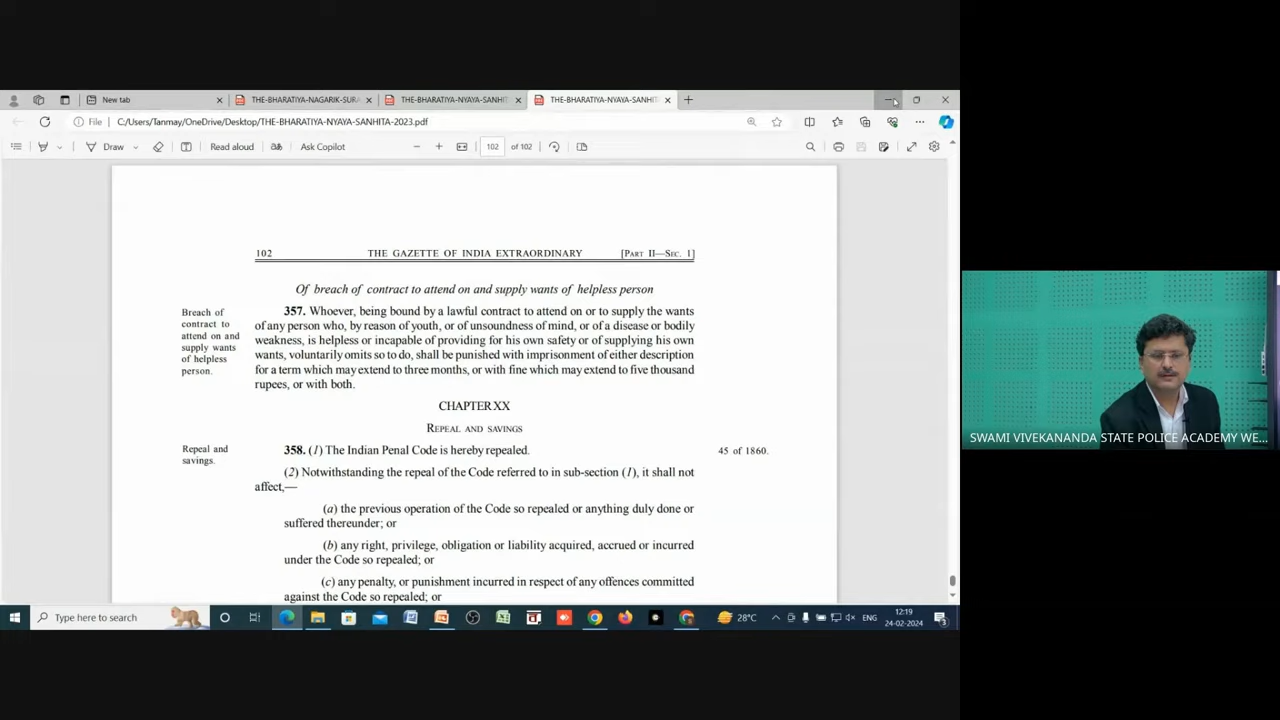 New tab
THE-BHARATIYA-NAGARIK-SUR
THE-BHARATIYA-NYAYA-SANHIT
THE-BHARATIYA-NYAYA-SANHIT
File C:/Users/Tanmay/OneDrive/Desktop/THE-BHARATIYA-NYAYA-SANHITA-2023.pdf
Draw Read aloud Ask Copilot 102 of 102
102 THE GAZETTE OF INDIA EXTRAORDINARY [PART II—SEC. 1]
Of breach of contract to attend on and supply wants of helpless person
Breach of
contract to
attend on and
supply wants
of helpless
person.
357. Whoever, being bound by a lawful contract to attend on or to supply the wants
of any person who, by reason of youth, or of unsoundness of mind, or of a disease or bodily
weakness, is helpless or incapable of providing for his own safety or of supplying his own
wants, voluntarily omits so to do, shall be punished with imprisonment of either description
for a term which may extend to three months, or with fine which may extend to five thousand
rupees, or with both.
CHAPTER XX
REPEAL AND SAVINGS
Repeal and
savings.
358. (1) The Indian Penal Code is hereby repealed.
45 of 1860.
(2) Notwithstanding the repeal of the Code referred to in sub-section (1), it shall not
affect,—
(a) the previous operation of the Code so repealed or anything duly done or
suffered thereunder; or
(b) any right, privilege, obligation or liability acquired, accrued or incurred
under the Code so repealed; or
(c) any penalty, or punishment incurred in respect of any offences committed
against the Code so repealed; or
SWAMI VIVEKANANDA STATE POLICE ACADEMY WE...
Type here to search
28°C
ENG
12:19
24-02-2024
3